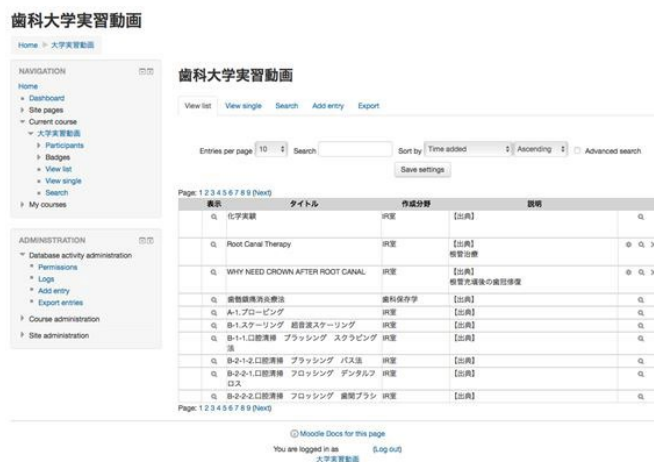 歯科大学実習動画
Home 大学実習動画
NAVIGATION
Home
Dashboard
Site pages
Current course
大学実習動画
Participants
Badges
View list
View single
Search
My courses
ADMINISTRATION
Database activity administration
Permissions
Logs
Add entry
Export entries
Course administration
Site administration
歯科大学実習動画
View list View single Search Add entry Export
Entries per page 10 Search Sort by Time added Ascending Advanced search
Save settings
Page: 1 2 3 4 5 6 7 8 9 (Next)
表示 タイトル 作成分野 説明
化学実験 IR室 【出典】
Root Canal Therapy IR室 【出典】
根管治療
WHY NEED CROWN AFTER ROOT CANAL IR室 【出典】
根管充填後の歯冠修復
歯髄鎮痛消炎療法 歯科保存学 【出典】
A-1.プロービング IR室 【出典】
B-1.スケーリング 超音波スケーリング IR室 【出典】
B-1-1.口腔清掃 ブラッシング スクラビング IR室 【出典】
法
B-2-1-2.口腔清掃 ブラッシング バス法 IR室 【出典】
B-2-2-1.口腔清掃 フロッシング デンタルフ IR室 【出典】
ロス
B-2-2-2.口腔清掃 フロッシング 歯間ブラシ IR室 【出典】
Page: 1 2 3 4 5 6 7 8 9 (Next)
Moodle Docs for this page
You are logged in as (Log out)
大学実習動画